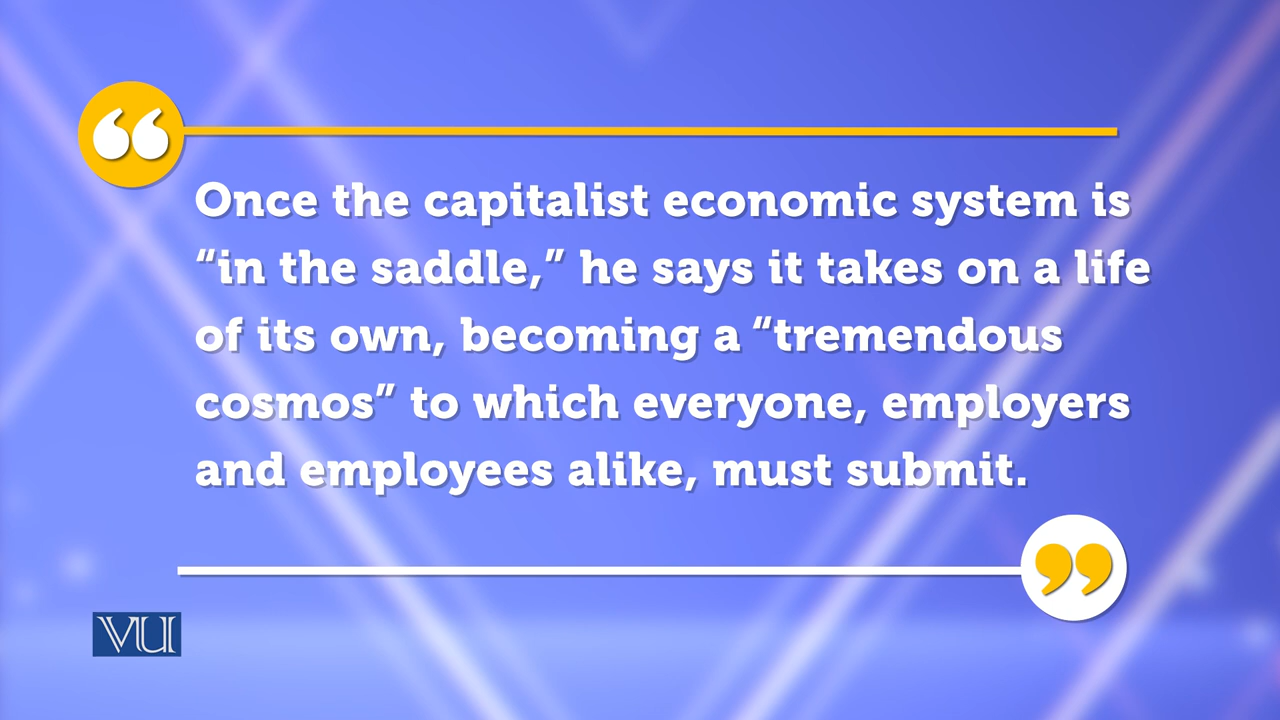 “
Once the capitalist economic system is
“in the saddle,” he says it takes on a life
of its own, becoming a “tremendous
cosmos” to which everyone, employers
and employees alike, must submit.
”
VU